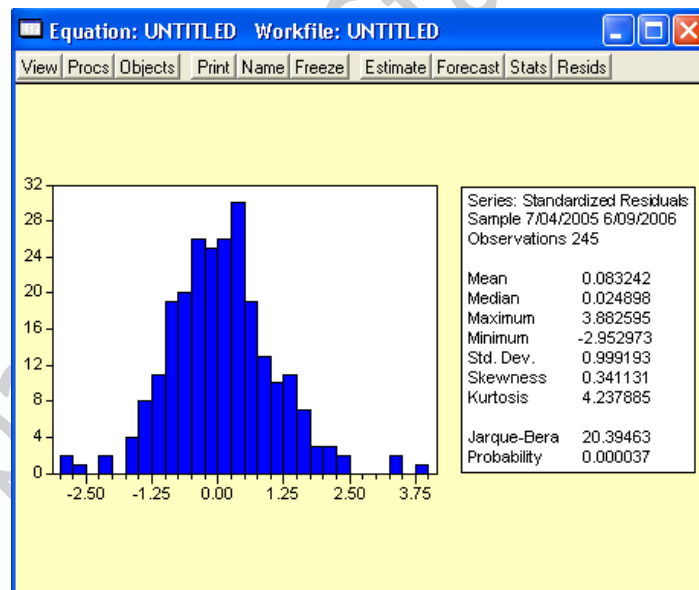 Equation: UNTITLED Workfile: UNTITLED
View Procs Objects Print Name Freeze Estimate Forecast Stats Resids
32
28
24
20
16
12
8
4
0
-2.50 -1.25 0.00 1.25 2.50 3.75
Series: Standardized Residuals
Sample 7/04/2005 6/09/2006
Observations 245
Mean 0.083242
Median 0.024898
Maximum 3.882595
Minimum -2.952973
Std. Dev. 0.999193
Skewness 0.341131
Kurtosis 4.237885
Jarque-Bera 20.39463
Probability 0.000037